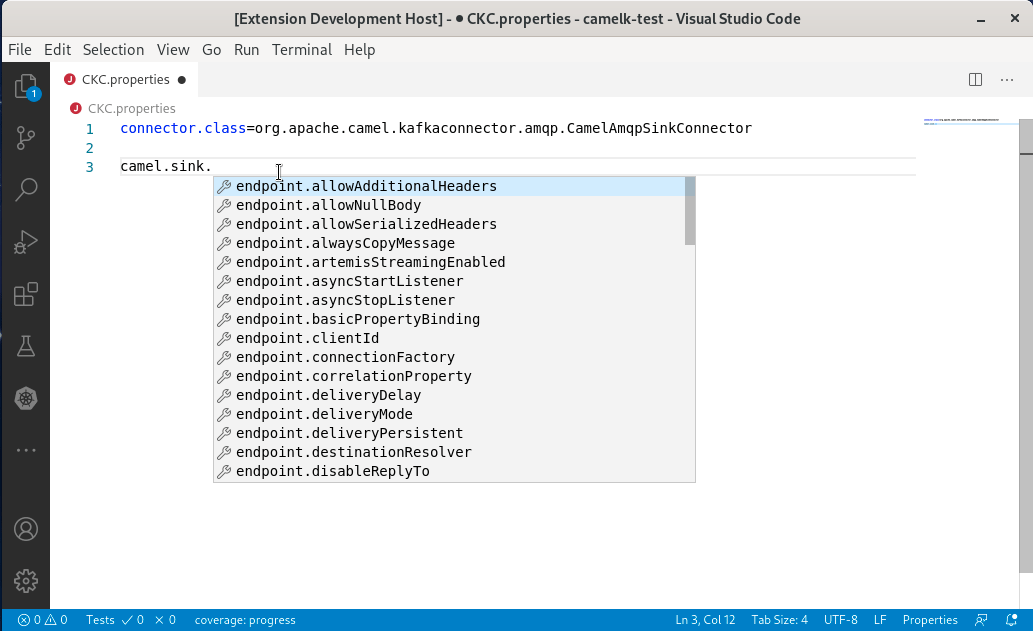 [Extension Development Host] - ● CKC.properties - camelk-test - Visual Studio Code
File Edit Selection View Go Run Terminal Help
CKC.properties ●
CKC.properties
1 connector.class=org.apache.camel.kafkaconnector.amqp.CamelAmqpSinkConnector
2
3 camel.sink.
endpoint.allowAdditionalHeaders
endpoint.allowNullBody
endpoint.allowSerializedHeaders
endpoint.alwaysCopyMessage
endpoint.artemisStreamingEnabled
endpoint.asyncStartListener
endpoint.asyncStopListener
endpoint.basicPropertyBinding
endpoint.clientId
endpoint.connectionFactory
endpoint.correlationProperty
endpoint.deliveryDelay
endpoint.deliveryMode
endpoint.deliveryPersistent
endpoint.destinationResolver
endpoint.disableReplyTo
1
0 0 Tests 0 0 coverage: progress Ln 3, Col 12 Tab Size: 4 UTF-8 LF Properties